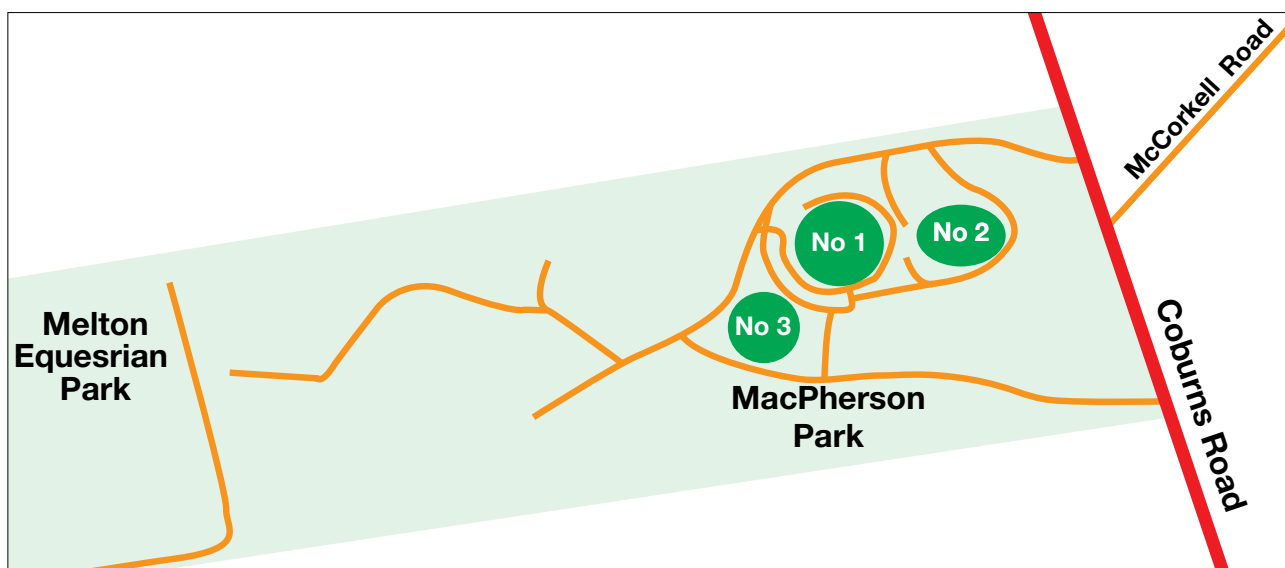 McCorkell Road
No 1
No 2
No 3
Melton
Equesrian
Park
MacPherson
Park
Coburns Road